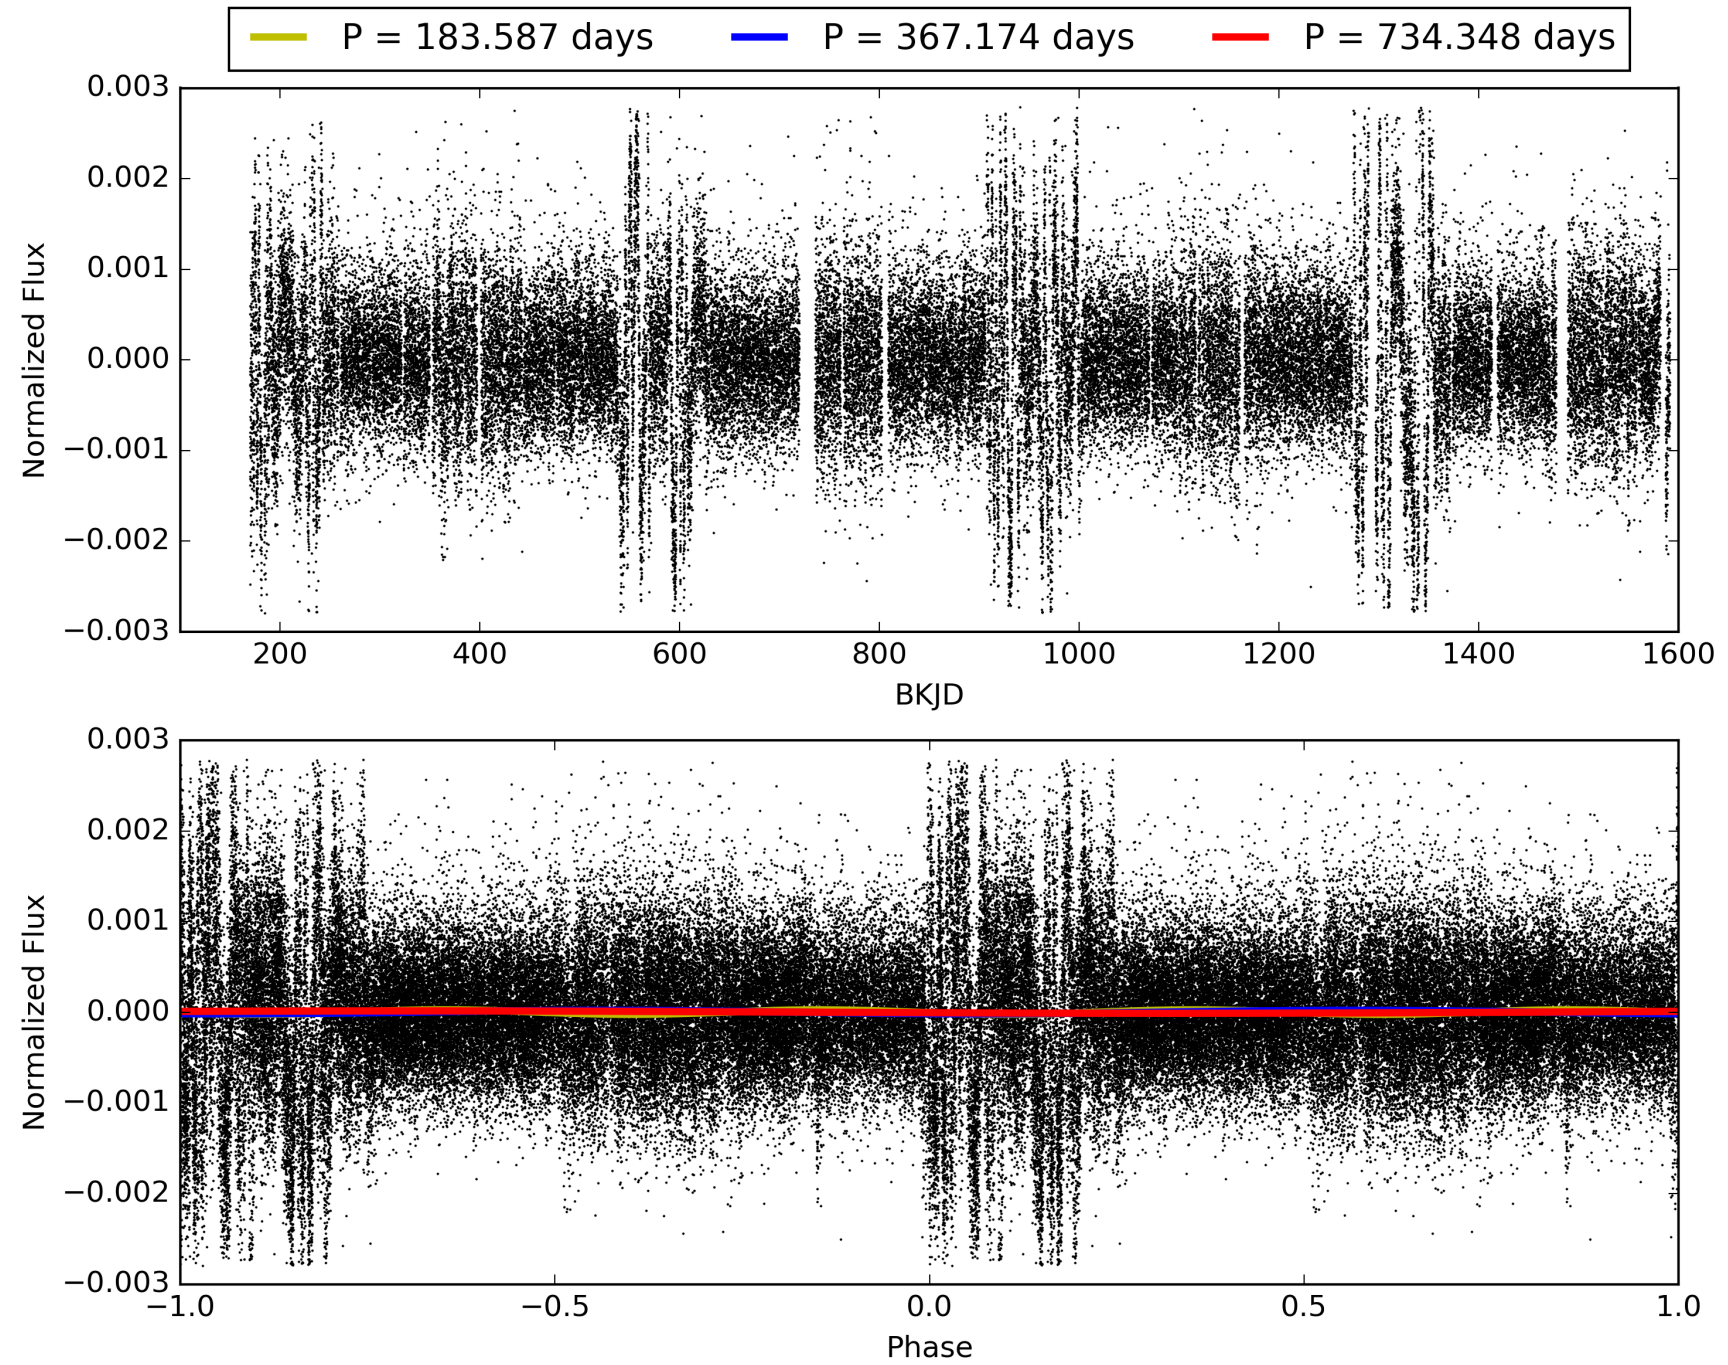 P = 183.587 days P = 367.174 days P = 734.348 days
0.003
0.002
0.001
0.000
−0.001
−0.002
−0.003
Normalized Flux
200 400 600 800 1000 1200 1400 1600
BKJD
0.003
0.002
0.001
0.000
−0.001
−0.002
−0.003
Normalized Flux
−1.0 −0.5 0.0 0.5 1.0
Phase